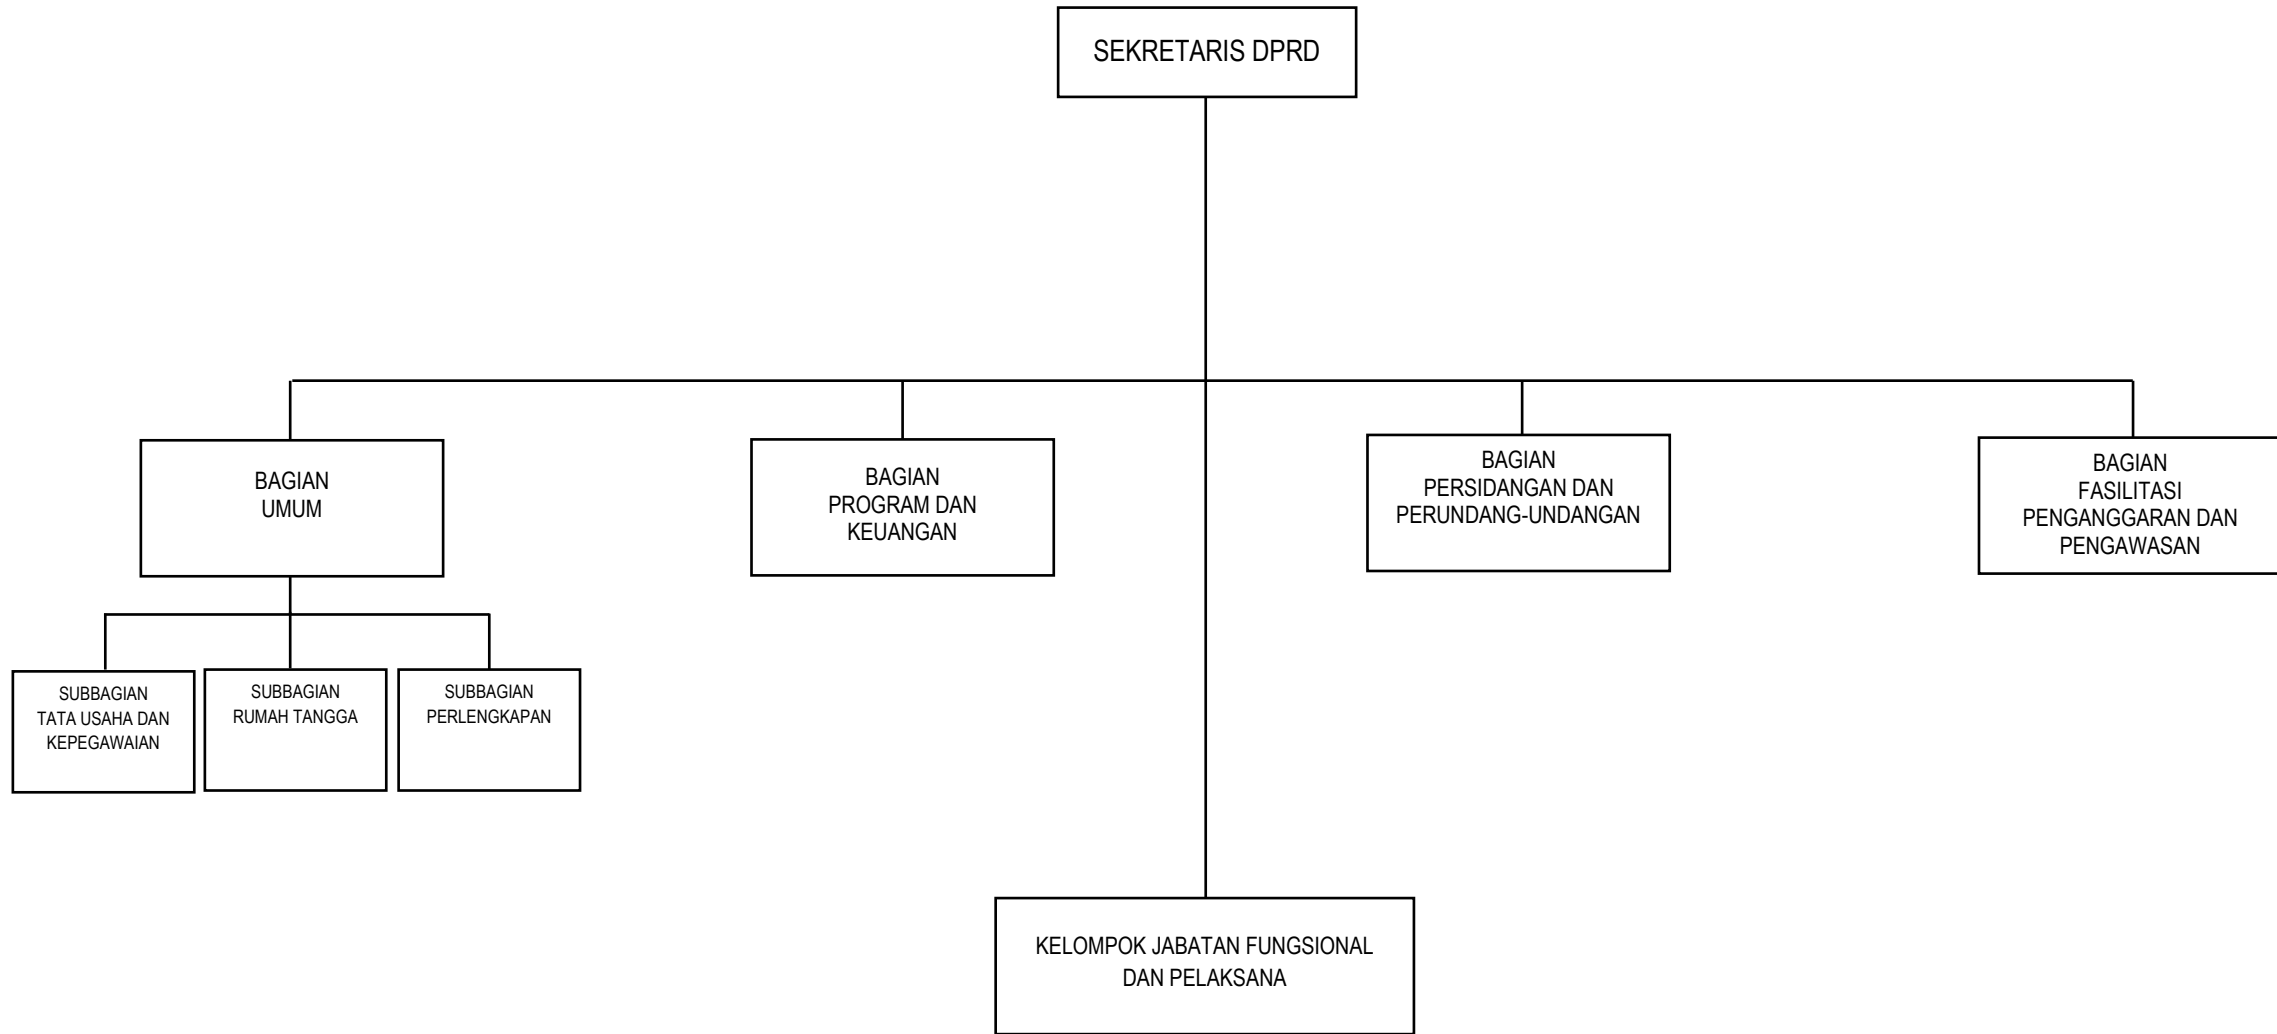 SEKRETARIS DPRD
BAGIAN
UMUM
BAGIAN
PROGRAM DAN
KEUANGAN
BAGIAN
PERSIDANGAN DAN
PERUNDANG-UNDANGAN
BAGIAN
FASILITASI
PENGANGGARAN DAN
PENGAWASAN
SUBBAGIAN
TATA USAHA DAN
KEPEGAWAIAN
SUBBAGIAN
RUMAH TANGGA
SUBBAGIAN
PERLENGKAPAN
KELOMPOK JABATAN FUNGSIONAL
DAN PELAKSANA